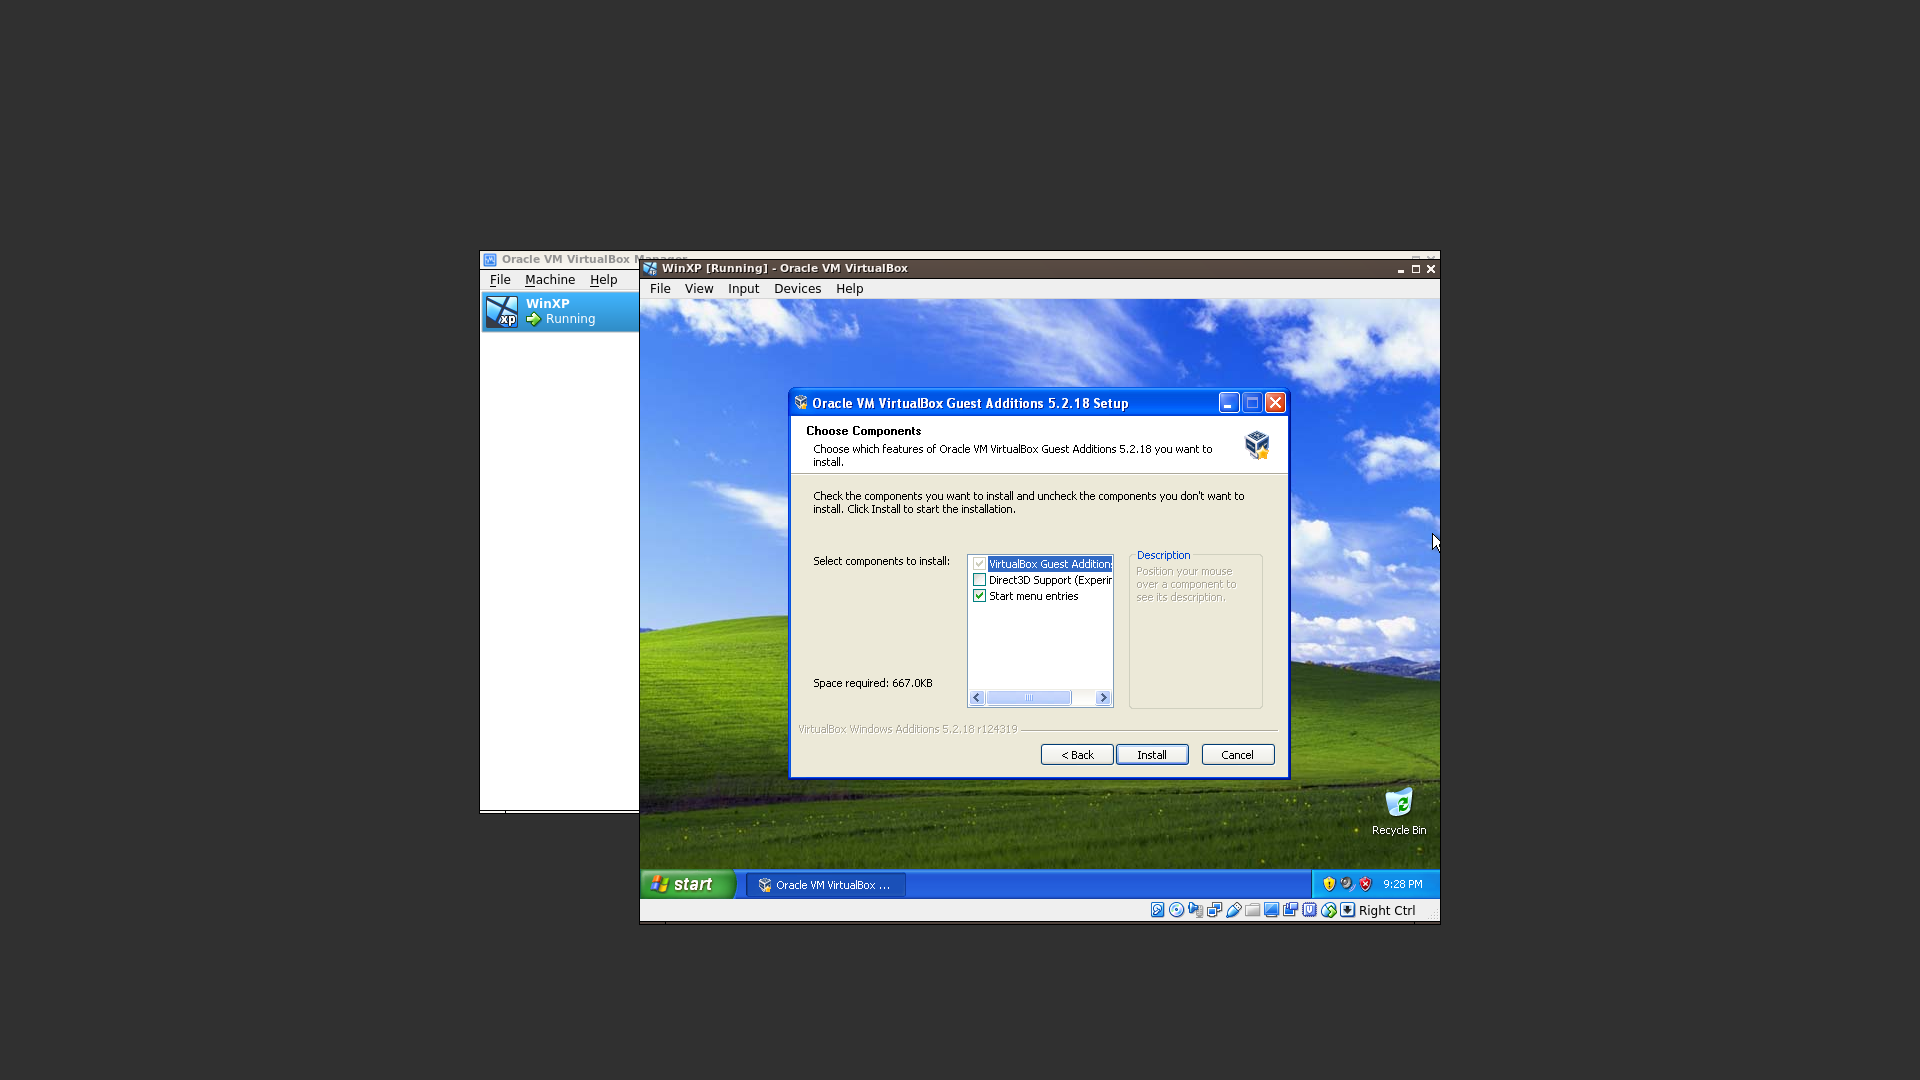 Oracle VM VirtualBox Manager
File Machine Help
WinXP
Running
WinXP [Running] - Oracle VM VirtualBox
File View Input Devices Help
Oracle VM VirtualBox Guest Additions 5.2.18 Setup
Choose Components
Choose which features of Oracle VM VirtualBox Guest Additions 5.2.18 you want to
install.
Check the components you want to install and uncheck the components you don't want to
install. Click Install to start the installation.
Select components to install:
VirtualBox Guest Additions
Direct3D Support (Experi
Start menu entries
Description
Position your mouse
over a component to
see its description.
Space required: 667.0KB
VirtualBox Windows Additions 5.2.18 r124319
< Back Install Cancel
Recycle Bin
start
Oracle VM VirtualBox ...
9:28 PM
Right Ctrl